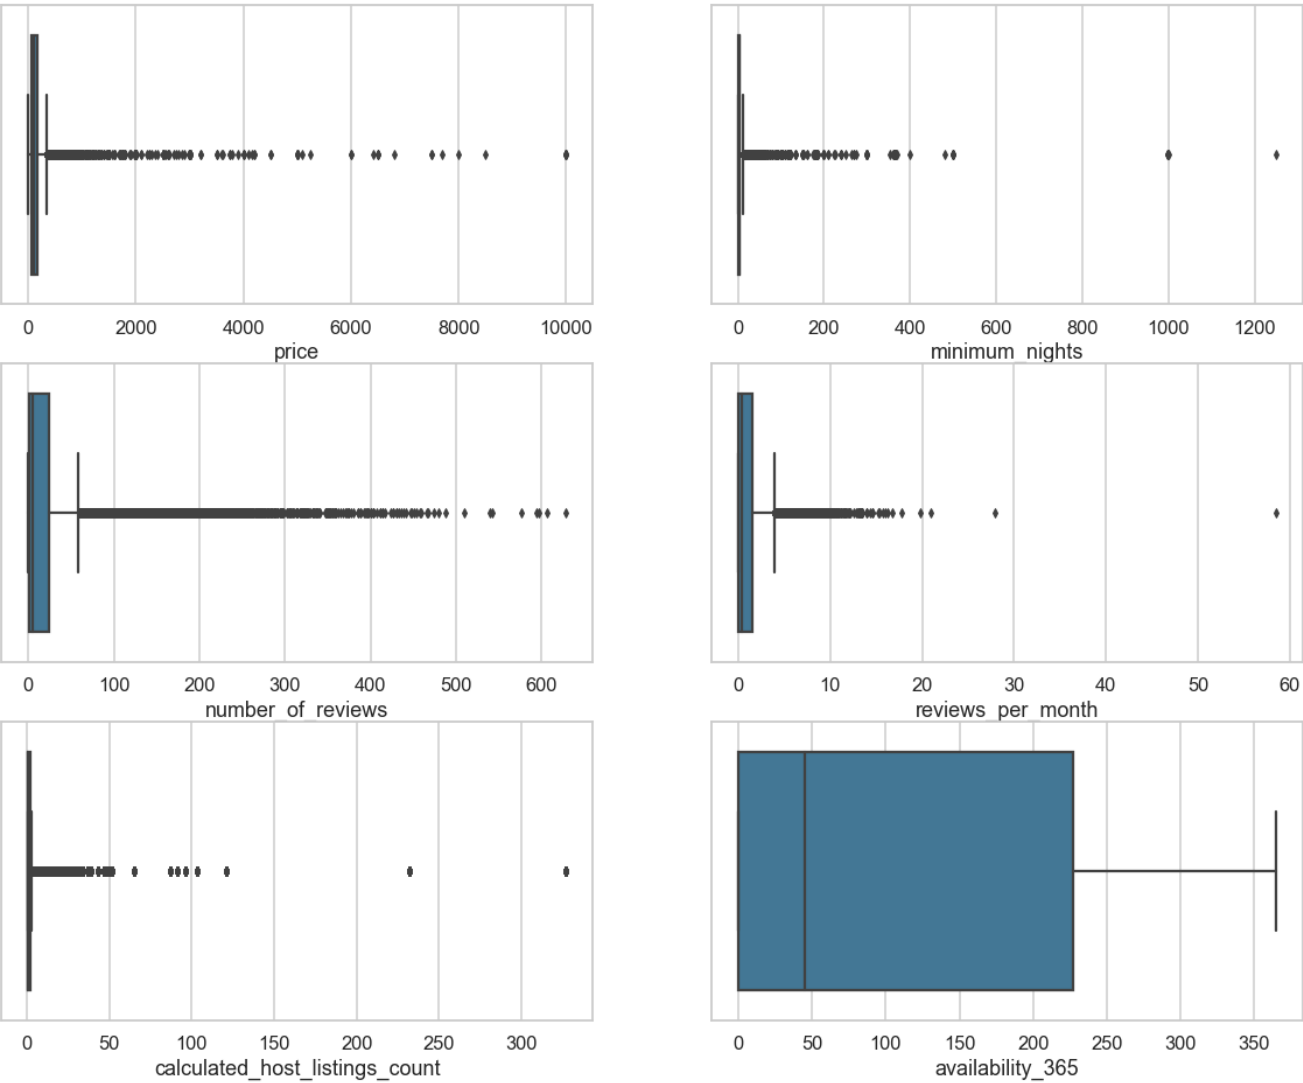 0 2000 4000 6000 8000 10000
price
0 200 400 600 800 1000 1200
minimum_nights
0 100 200 300 400 500 600
number_of_reviews
0 10 20 30 40 50 60
reviews_per_month
0 50 100 150 200 250 300
calculated_host_listings_count
0 50 100 150 200 250 300 350
availability_365